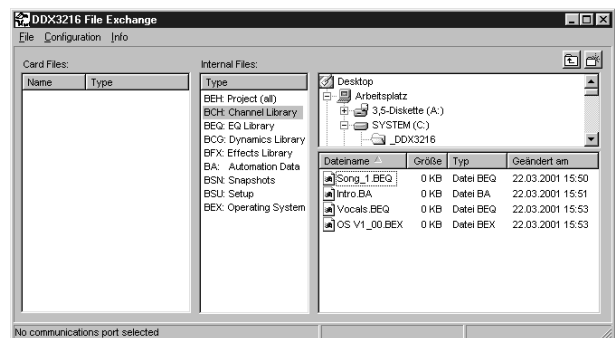 DDX3216 File Exchange
File Configuration Info
Card Files:
Name Type
Internal Files:
Type
BEH: Project (all)
BCH: Channel Library
BEQ: EQ Library
BCG: Dynamics Library
BFX: Effects Library
BA: Automation Data
BSN: Snapshots
BSU: Setup
BEX: Operating System
Desktop
Arbeitsplatz
3,5-Diskette (A:)
SYSTEM (C:)
_DDX3216
Dateiname Größe Typ Geändert am
Song_1.BEQ 0 KB Datei BEQ 22.03.2001 15:50
Intro.BA 0 KB Datei BA 22.03.2001 15:51
Vocals.BEQ 0 KB Datei BEQ 22.03.2001 15:53
OS V1_00.BEX 0 KB Datei BEX 22.03.2001 15:53
No communications port selected